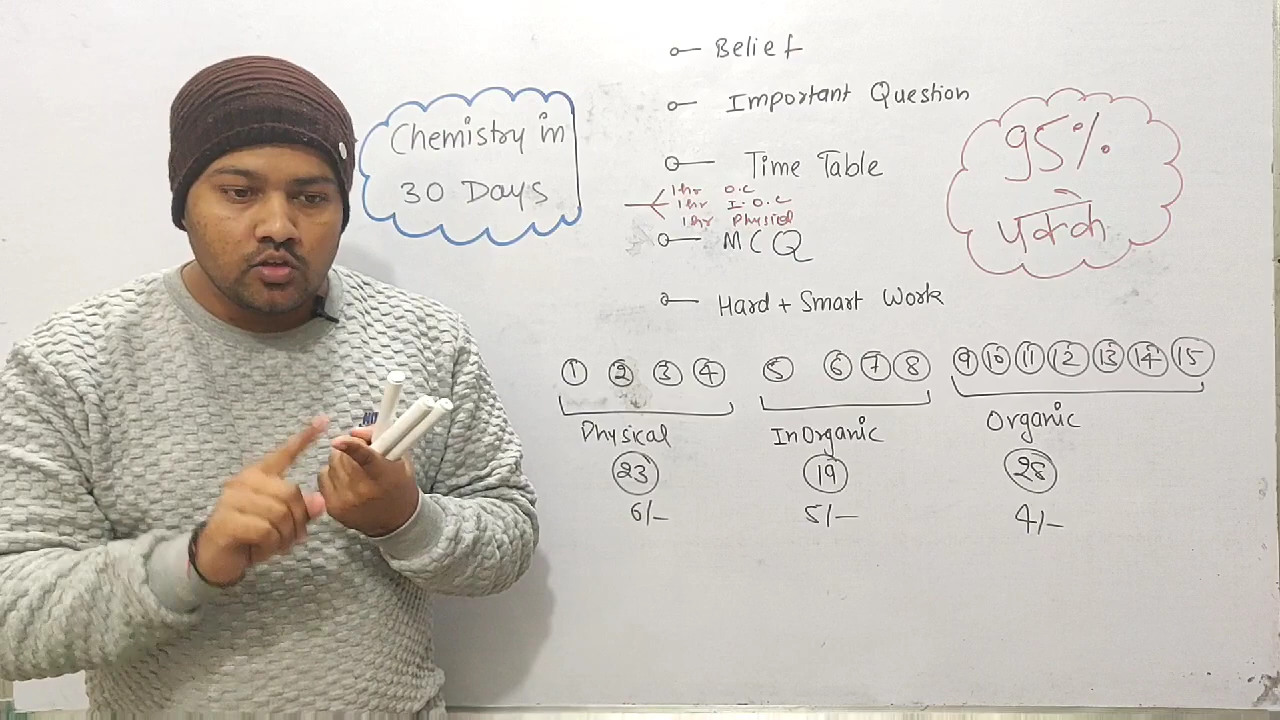 Belief
Important Question
Chemistry in
30 Days
95%
पक्के
Time Table
1hr O.C
1hr I.O.C
1hr Physical
MCQ
Hard + Smart Work
1 2 3 4 5 6 7 8 9 10 11 12 13 14 15
Physical InOrganic Organic
23 19 28
6/- 5/- 4/-